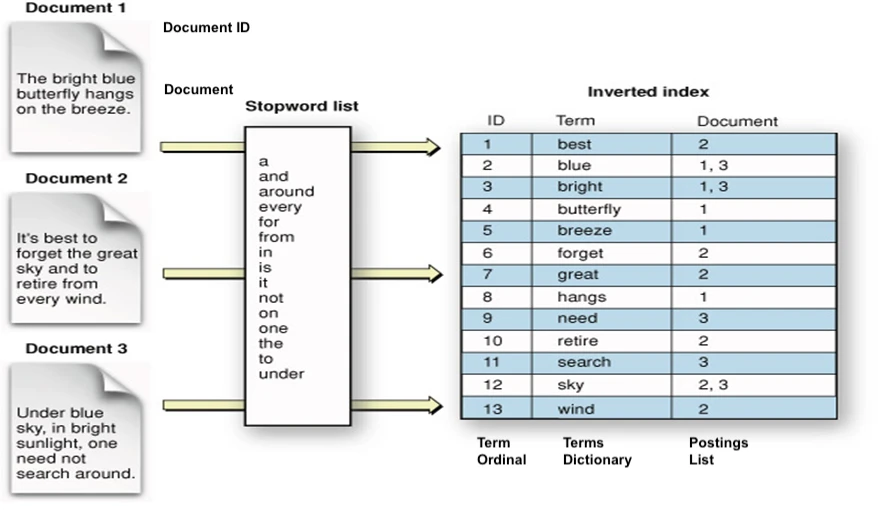 Document 1
Document ID
The bright blue
butterfly hangs
on the breeze.
Document
Document 2
It's best to
forget the great
sky and to
retire from
every wind.
Document 3
Under blue
sky, in bright
sunlight, one
need not
search around.
Stopword list
a
and
around
every
for
from
in
is
it
not
on
one
the
to
under
Inverted index
ID Term Document
1 best 2
2 blue 1, 3
3 bright 1, 3
4 butterfly 1
5 breeze 1
6 forget 2
7 great 2
8 hangs 1
9 need 3
10 retire 2
11 search 3
12 sky 2, 3
13 wind 2
Term
Ordinal
Terms
Dictionary
Postings
List